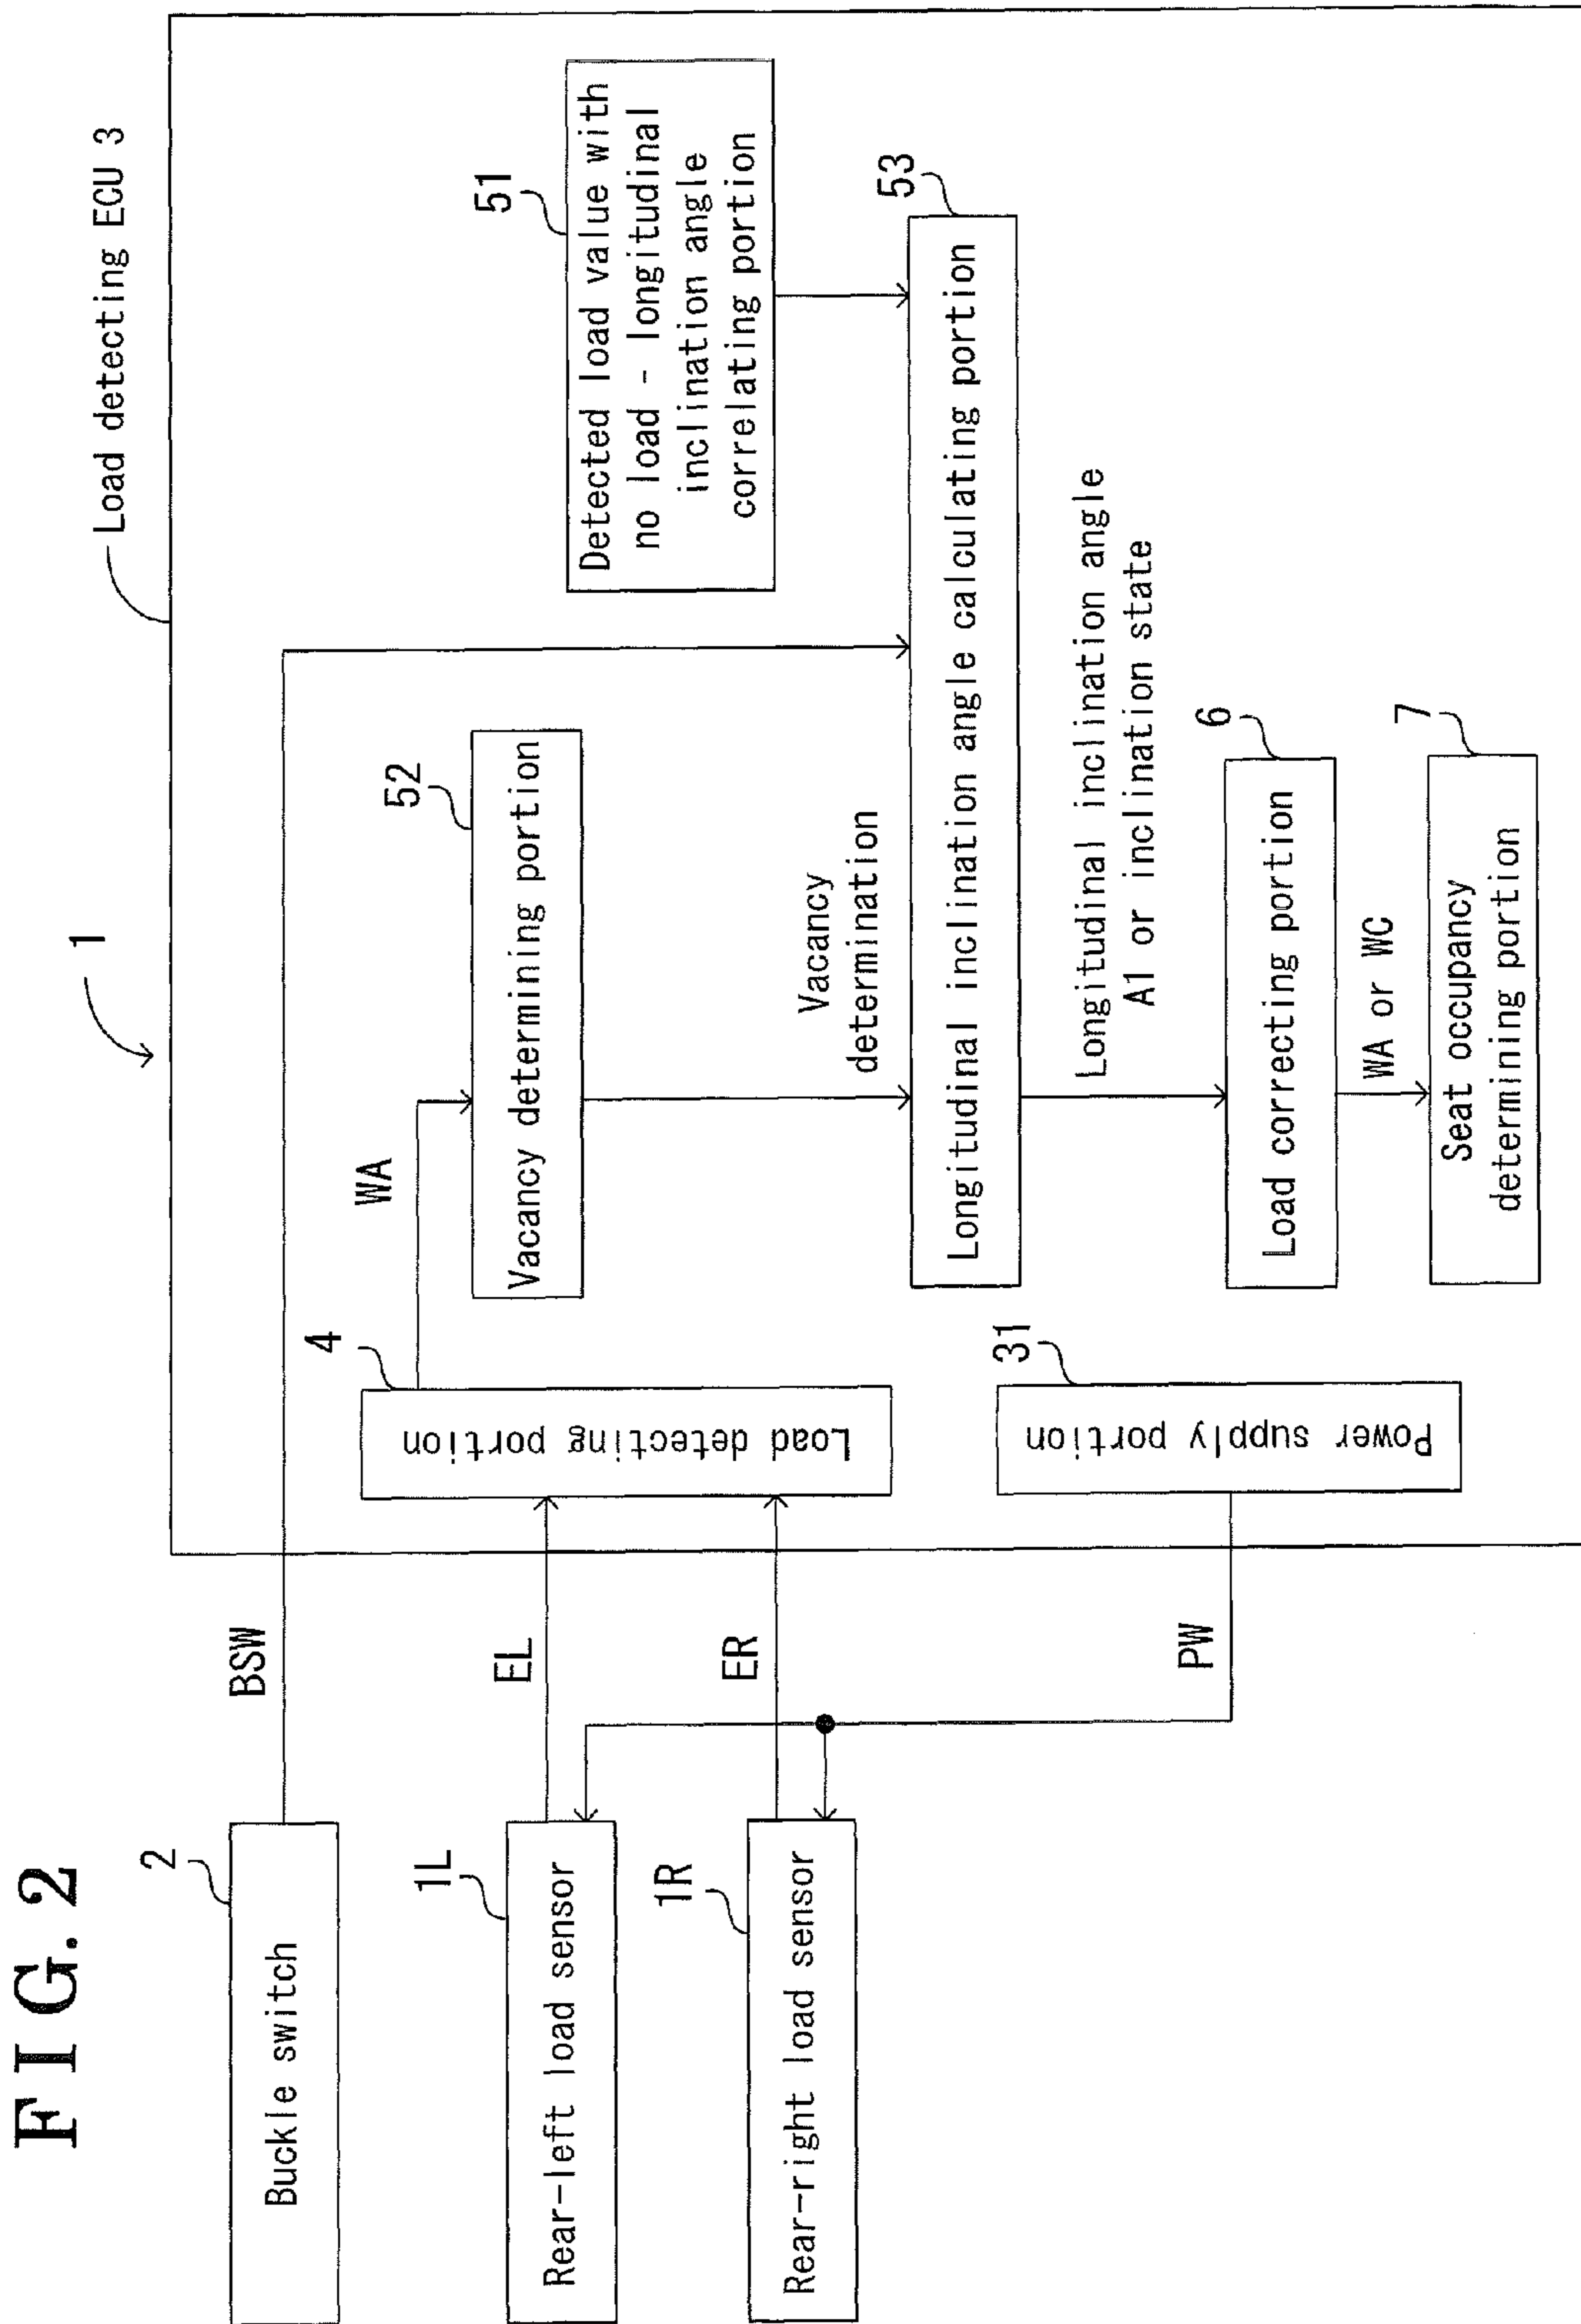 FIG. 2
1
Load detecting ECU 3
2
Buckle switch
BSW
1L
Rear-left load sensor
EL
1R
Rear-right load sensor
ER
PW
4
Load detecting portion
31
Power supply portion
WA
52
Vacancy determining portion
51
Detected load value with
no load - longitudinal
inclination angle
correlating portion
Vacancy
determination
53
Longitudinal inclination angle calculating portion
Longitudinal inclination angle
A1 or inclination state
6
Load correcting portion
WA or WC
7
Seat occupancy
determining portion